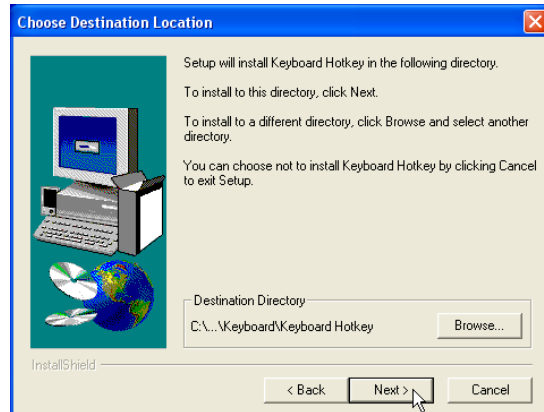 Choose Destination Location
Setup will install Keyboard Hotkey in the following directory.
To install to this directory, click Next.
To install to a different directory, click Browse and select another
directory.
You can choose not to install Keyboard Hotkey by clicking Cancel
to exit Setup.
Destination Directory
C:\...\Keyboard\Keyboard Hotkey
Browse...
InstallShield
< Back
Next >
Cancel